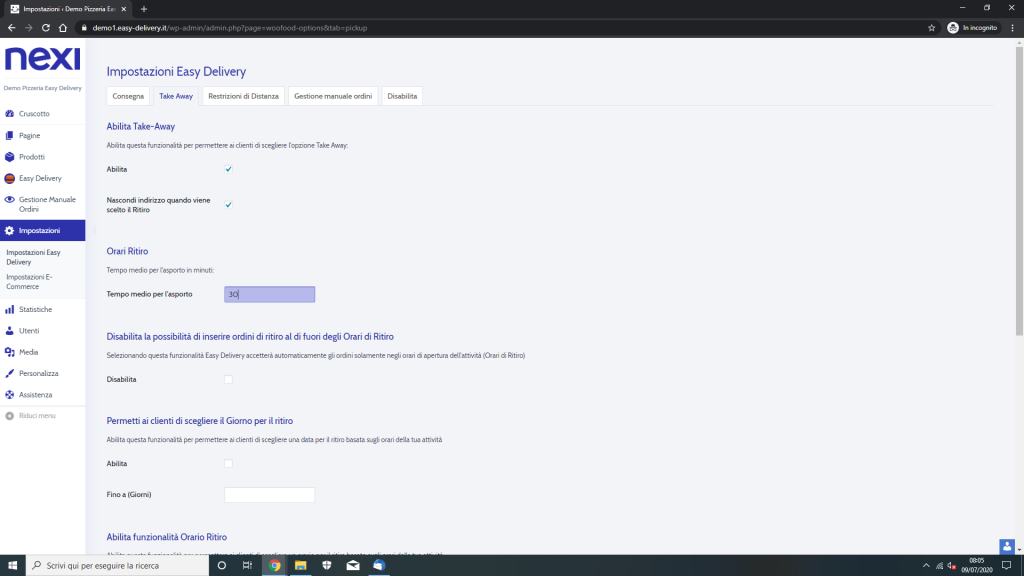 Impostazioni ‹ Demo Pizzeria Ea
demo1.easy-delivery.it/wp-admin/admin.php?page=woofood-options&tab=pickup
In incognito
nexi
Demo Pizzeria Easy Delivery
Cruscotto
Pagine
Prodotti
Easy Delivery
Gestione Manuale
Ordini
Impostazioni
Impostazioni Easy
Delivery
Impostazioni E-
Commerce
Statistiche
Utenti
Media
Personalizza
Assistenza
Riduci menu
Impostazioni Easy Delivery
Consegna
Take Away
Restrizioni di Distanza
Gestione manuale ordini
Disabilita
Abilita Take-Away
Abilita questa funzionalità per permettere ai clienti di scegliere l'opzione Take Away:
Abilita
Nascondi indirizzo quando viene
scelto il Ritiro
Orari Ritiro
Tempo medio per l'asporto in minuti:
Tempo medio per l'asporto
30
Disabilita la possibilità di inserire ordini di ritiro al di fuori degli Orari di Ritiro
Selezionando questa funzionalità Easy Delivery accetterà automaticamente gli ordini solamente negli orari di apertura dell'attività (Orari di Ritiro)
Disabilita
Permetti ai clienti di scegliere il Giorno per il ritiro
Abilita questa funzionalità per permettere ai clienti di scegliere una data per il ritiro basata sugli orari della tua attività
Abilita
Fino a (Giorni)
Abilita funzionalità Orario Ritiro
Scrivi qui per eseguire la ricerca
08:05
09/07/2020